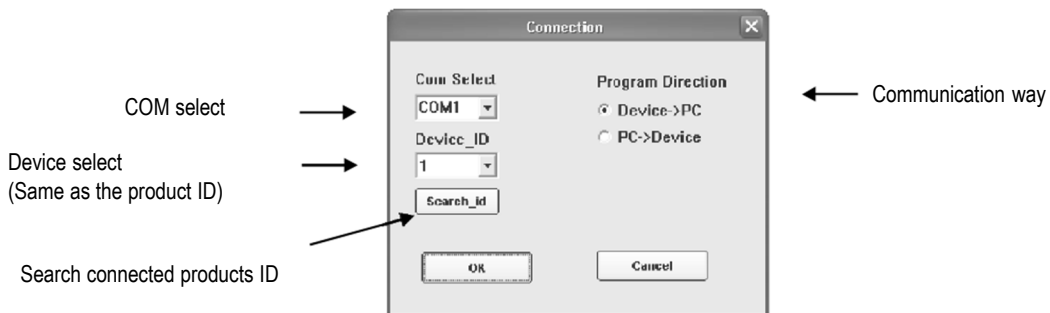 Connection
Com Select
Program Direction
COM select
COM1
Device->PC
Communication way
Device_ID
PC->Device
Device select
(Same as the product ID)
1
Search_id
Search connected products ID
OK
Cancel